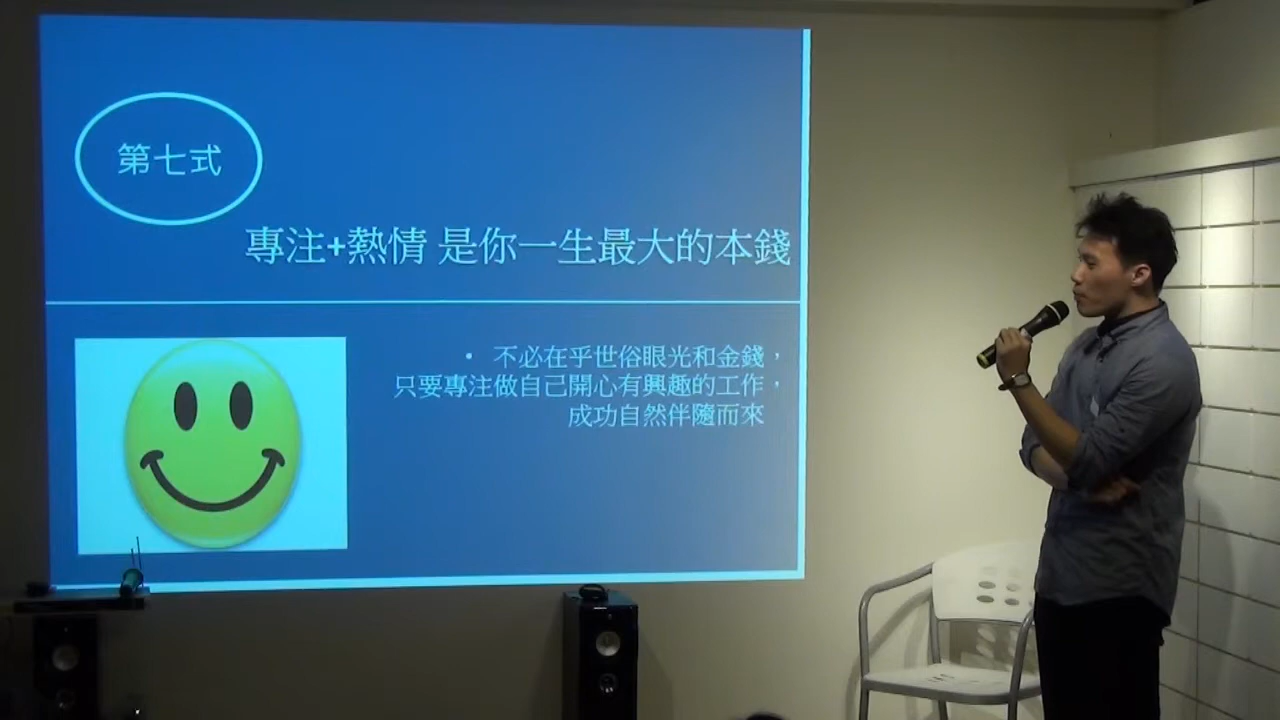 第七式
專注+熱情 是你一生最大的本錢
• 不必在乎世俗眼光和金錢，
只要專注做自己開心有興趣的工作，
成功自然伴隨而來